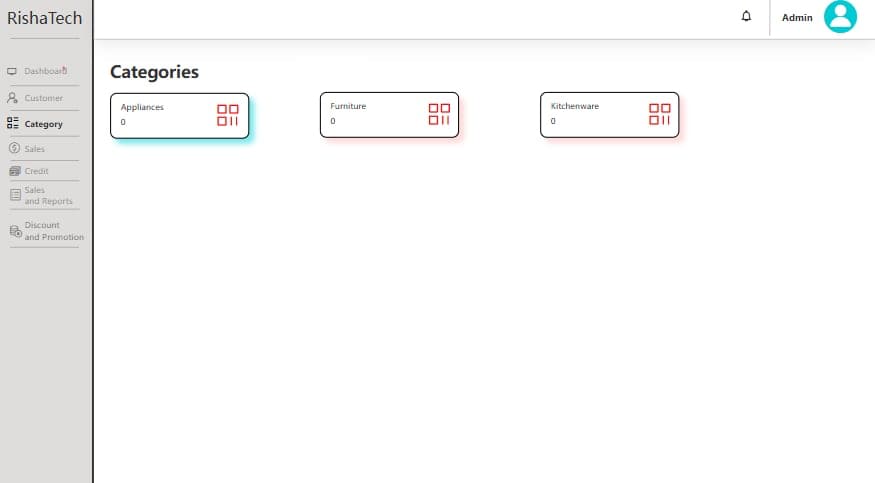 RishaTech
Admin
Dashboard
Customer
Category
Sales
Credit
Sales
and Reports
Discount
and Promotion
Categories
Appliances
0
Furniture
0
Kitchenware
0